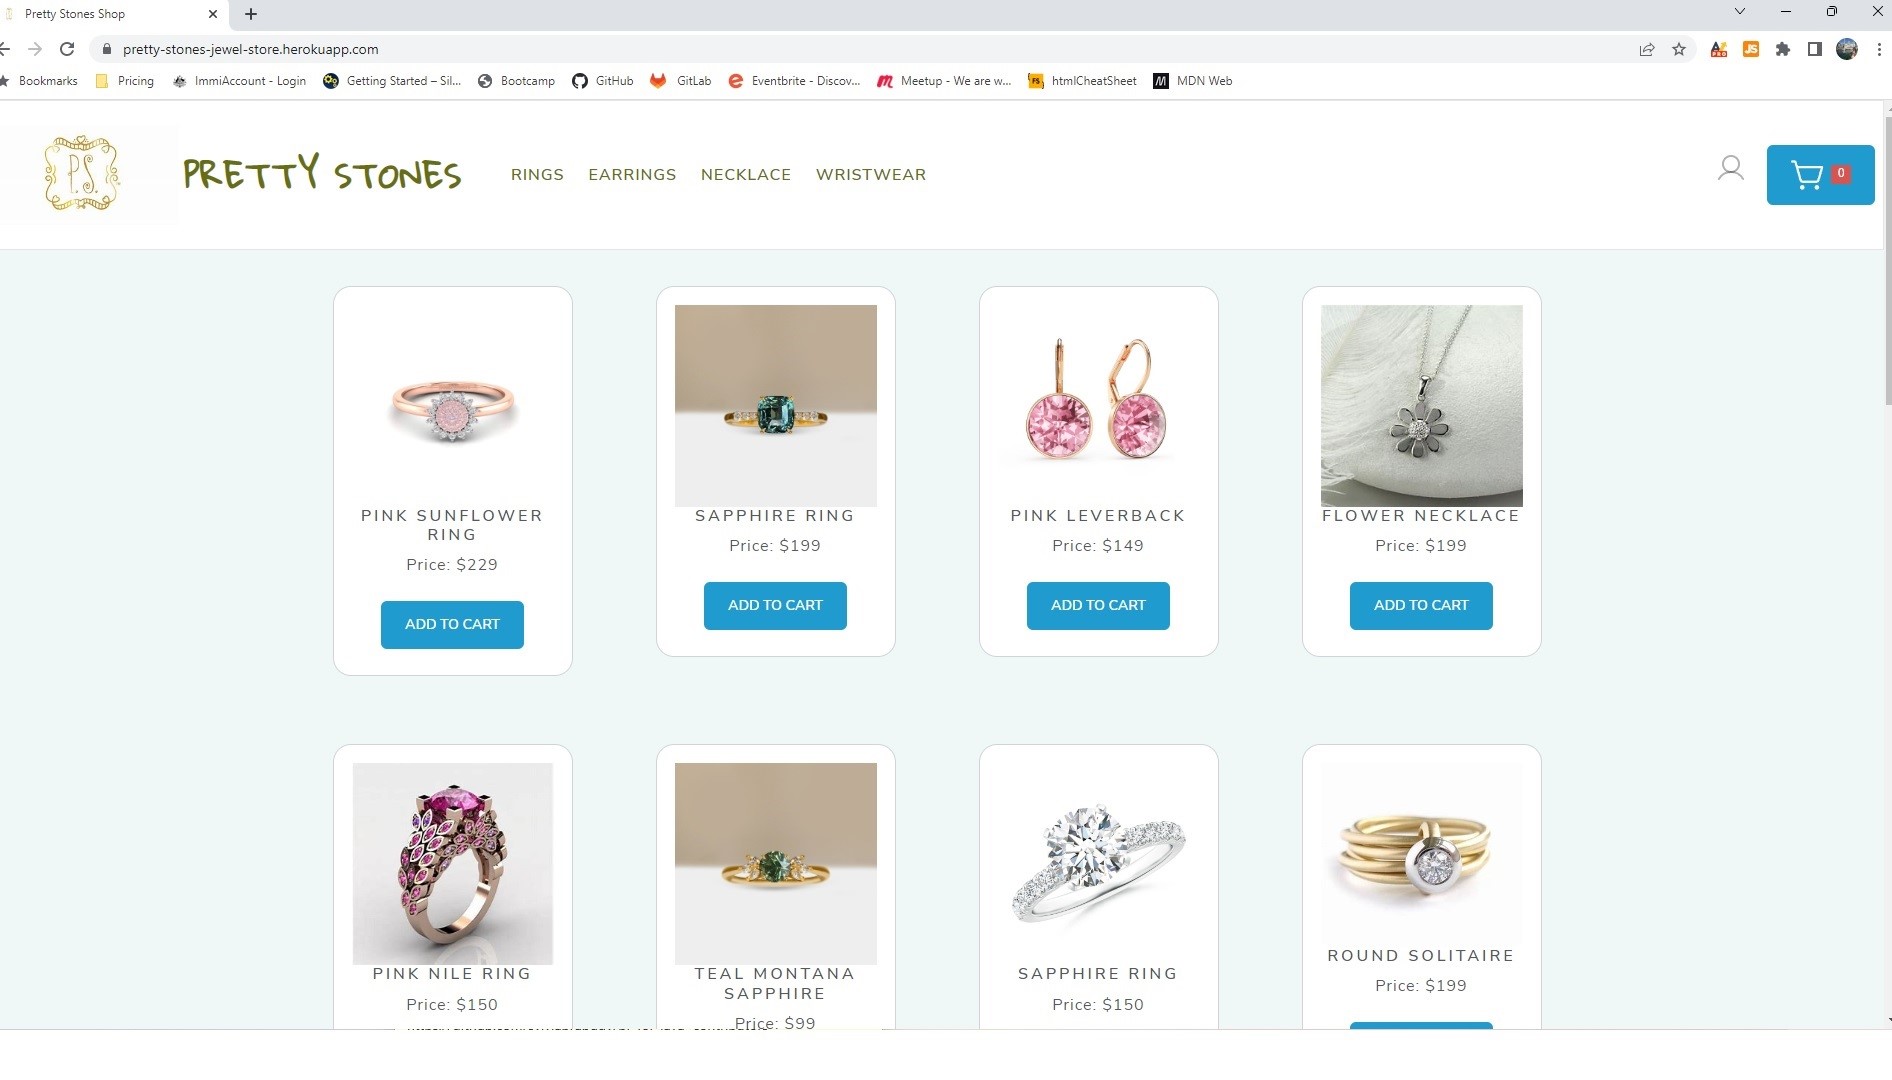 Pretty Stones Shop
pretty-stones-jewel-store.herokuapp.com
Bookmarks Pricing ImmiAccount - Login Getting Started – Sil... Bootcamp GitHub GitLab Eventbrite - Discov... Meetup - We are w... htmlCheatSheet MDN Web
P.S. PRETTY STONES RINGS EARRINGS NECKLACE WRISTWEAR 0
PINK SUNFLOWER RING
Price: $229
ADD TO CART
SAPPHIRE RING
Price: $199
ADD TO CART
PINK LEVERBACK
Price: $149
ADD TO CART
FLOWER NECKLACE
Price: $199
ADD TO CART
PINK NILE RING
Price: $150
TEAL MONTANA
SAPPHIRE
Price: $99
SAPPHIRE RING
Price: $150
ROUND SOLITAIRE
Price: $199